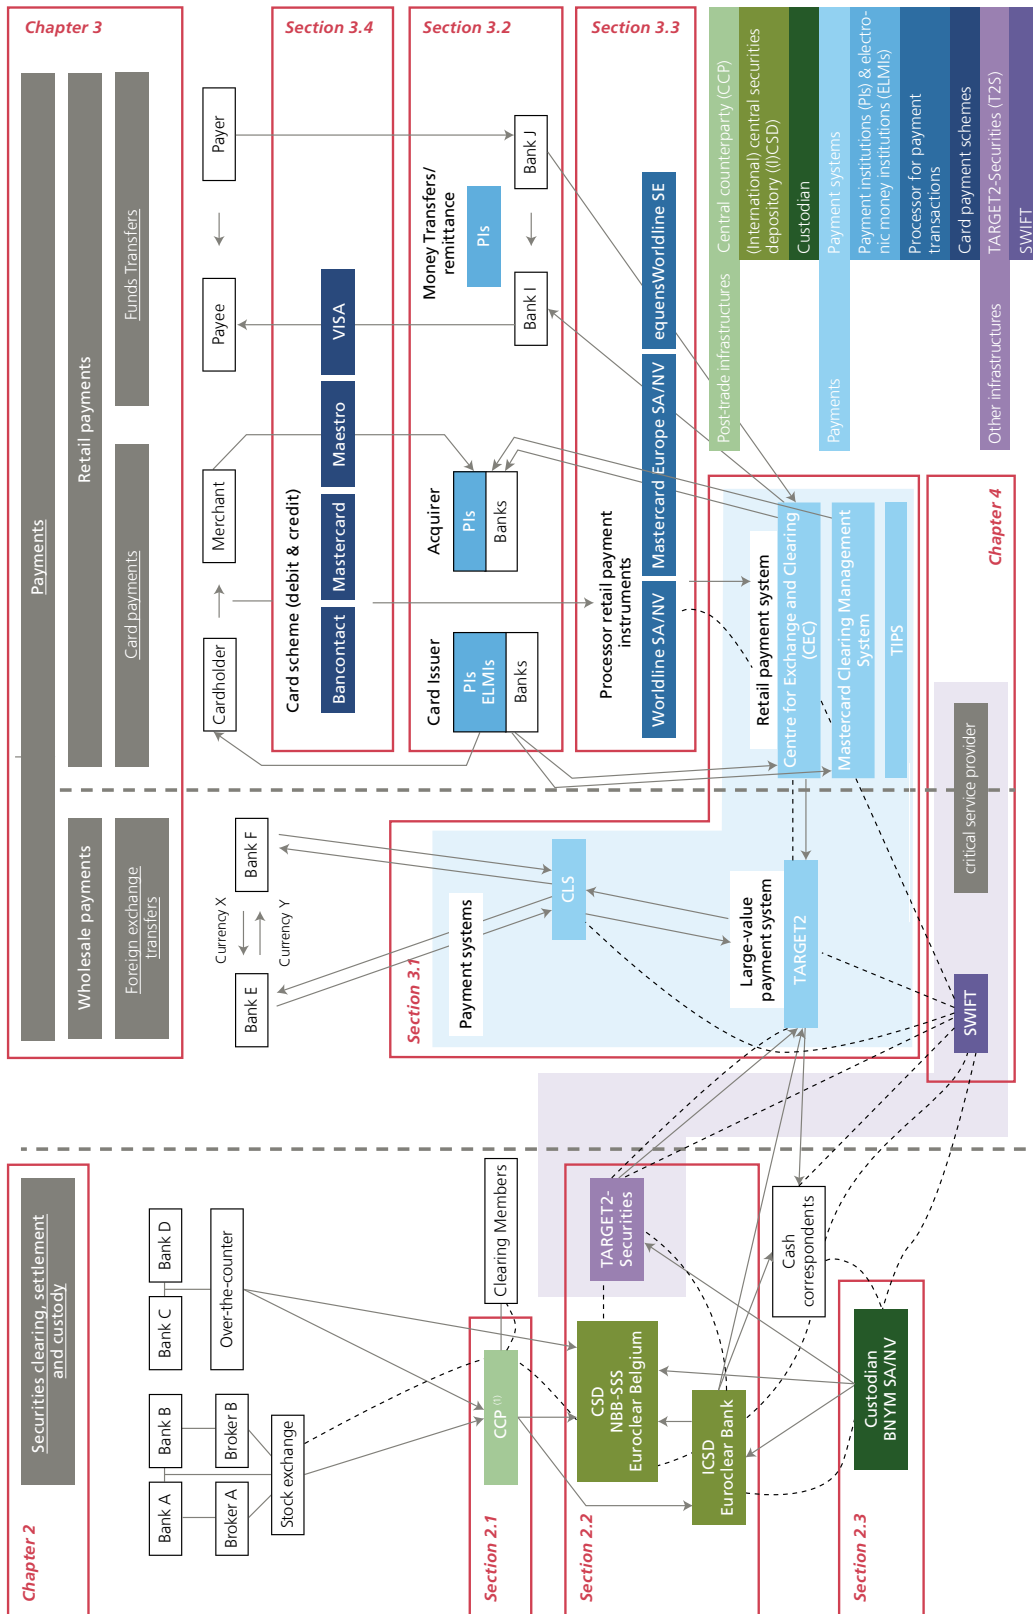 Chapter 2
Securities clearing, settlement
and custody
Bank A
Bank B
Bank C
Bank D
Broker A
Broker B
Over-the-counter
Stock exchange
Section 2.1
CCP (1)
Clearing Members
Section 2.2
CSD
NBB-SSS
Euroclear Belgium
TARGET2-
Securities
ICSD
Euroclear Bank
Cash
correspondents
Section 2.3
Custodian
BNYM SA/NV
Chapter 3
Payments
Wholesale payments
Retail payments
Foreign exchange
transfers
Card payments
Funds Transfers
Bank E
Currency X
Currency Y
Bank F
Cardholder
Merchant
Payee
Payer
Section 3.4
Card scheme (debit & credit)
Bancontact
Mastercard
Maestro
VISA
Section 3.2
Card Issuer
PIs
ELMIs
Banks
Acquirer
PIs
Banks
Money Transfers/
remittance
PIs
Bank I
Bank J
Section 3.3
Processor retail payment
instruments
Worldline SA/NV
Mastercard Europe SA/NV
equensWorldline SE
Section 3.1
Payment systems
CLS
Large-value
payment system
TARGET2
Retail payment system
Centre for Exchange and Clearing
(CEC)
Mastercard Clearing Management
System
TIPS
Chapter 4
SWIFT
critical service provider
Post-trade infrastructures
Central counterparty (CCP)
(International) central securities
depository ((I)CSD)
Custodian
Payments
Payment systems
Payment institutions (PIs) & electro-
nic money institutions (ELMIs)
Processor for payment
transactions
Card payment schemes
Other infrastructures
TARGET2-Securities (T2S)
SWIFT